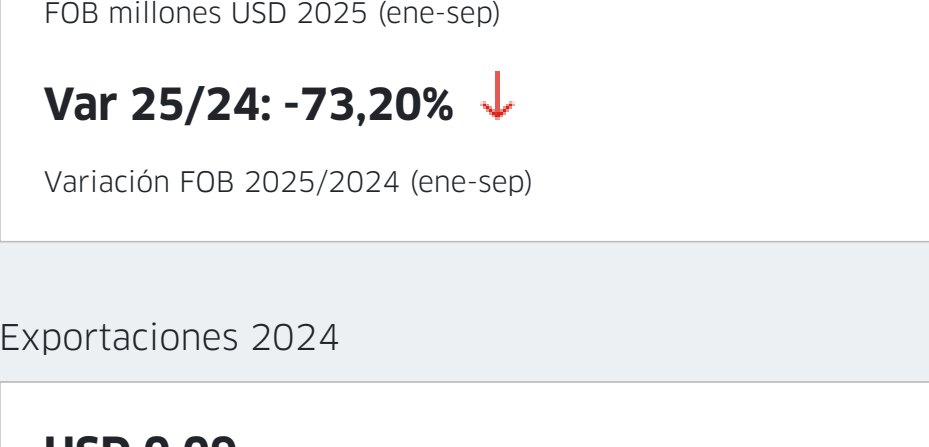 FOB millones USD 2025 (ene-sep)
Var 25/24: -73,20%
Variación FOB 2025/2024 (ene-sep)
Exportaciones 2024
USD